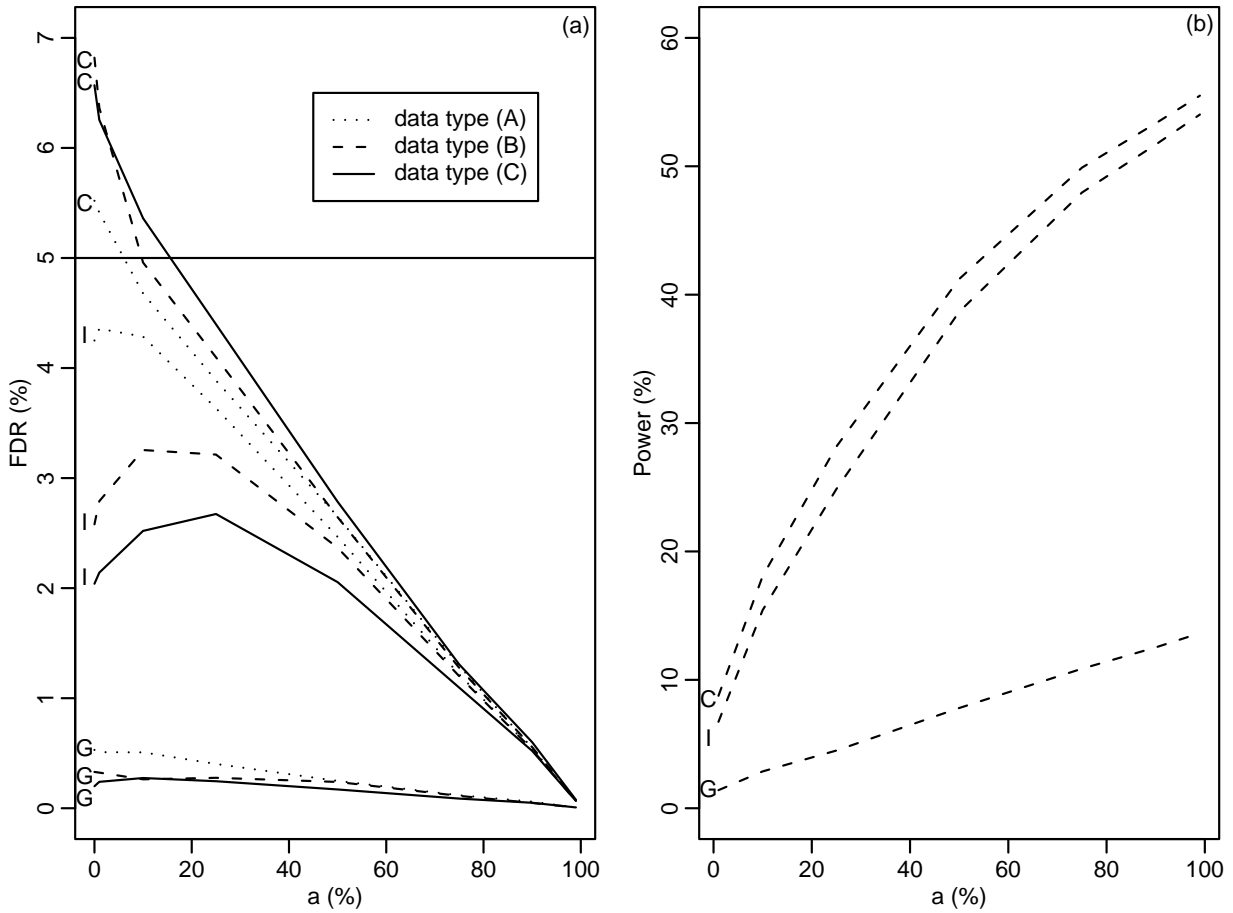 (a)
7
6
5
4
3
2
1
0
FDR (%)
C
C
C
I
I
I
G
G
G
data type (A)
data type (B)
data type (C)
0 20 40 60 80 100
a (%)
(b)
60
50
40
30
20
10
0
Power (%)
C
I
G
0 20 40 60 80 100
a (%)